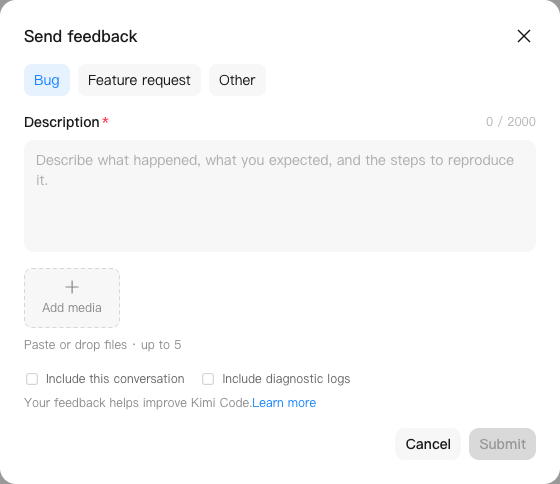 Send feedback
Bug
Feature request
Other
Description*
0 / 2000
Describe what happened, what you expected, and the steps to reproduce
it.
Add media
Paste or drop files · up to 5
Include this conversation
Include diagnostic logs
Your feedback helps improve Kimi Code.Learn more
Cancel
Submit